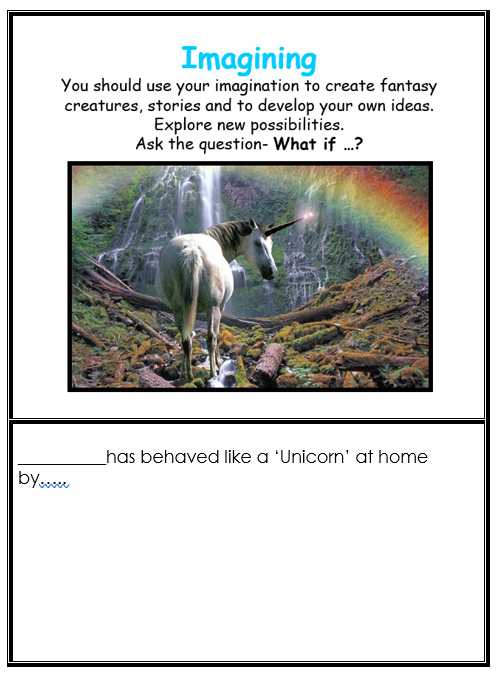 Imagining
You should use your imagination to create fantasy
creatures, stories and to develop your own ideas.
Explore new possibilities.
Ask the question- What if …?
__________has behaved like a ‘Unicorn’ at home
by…..